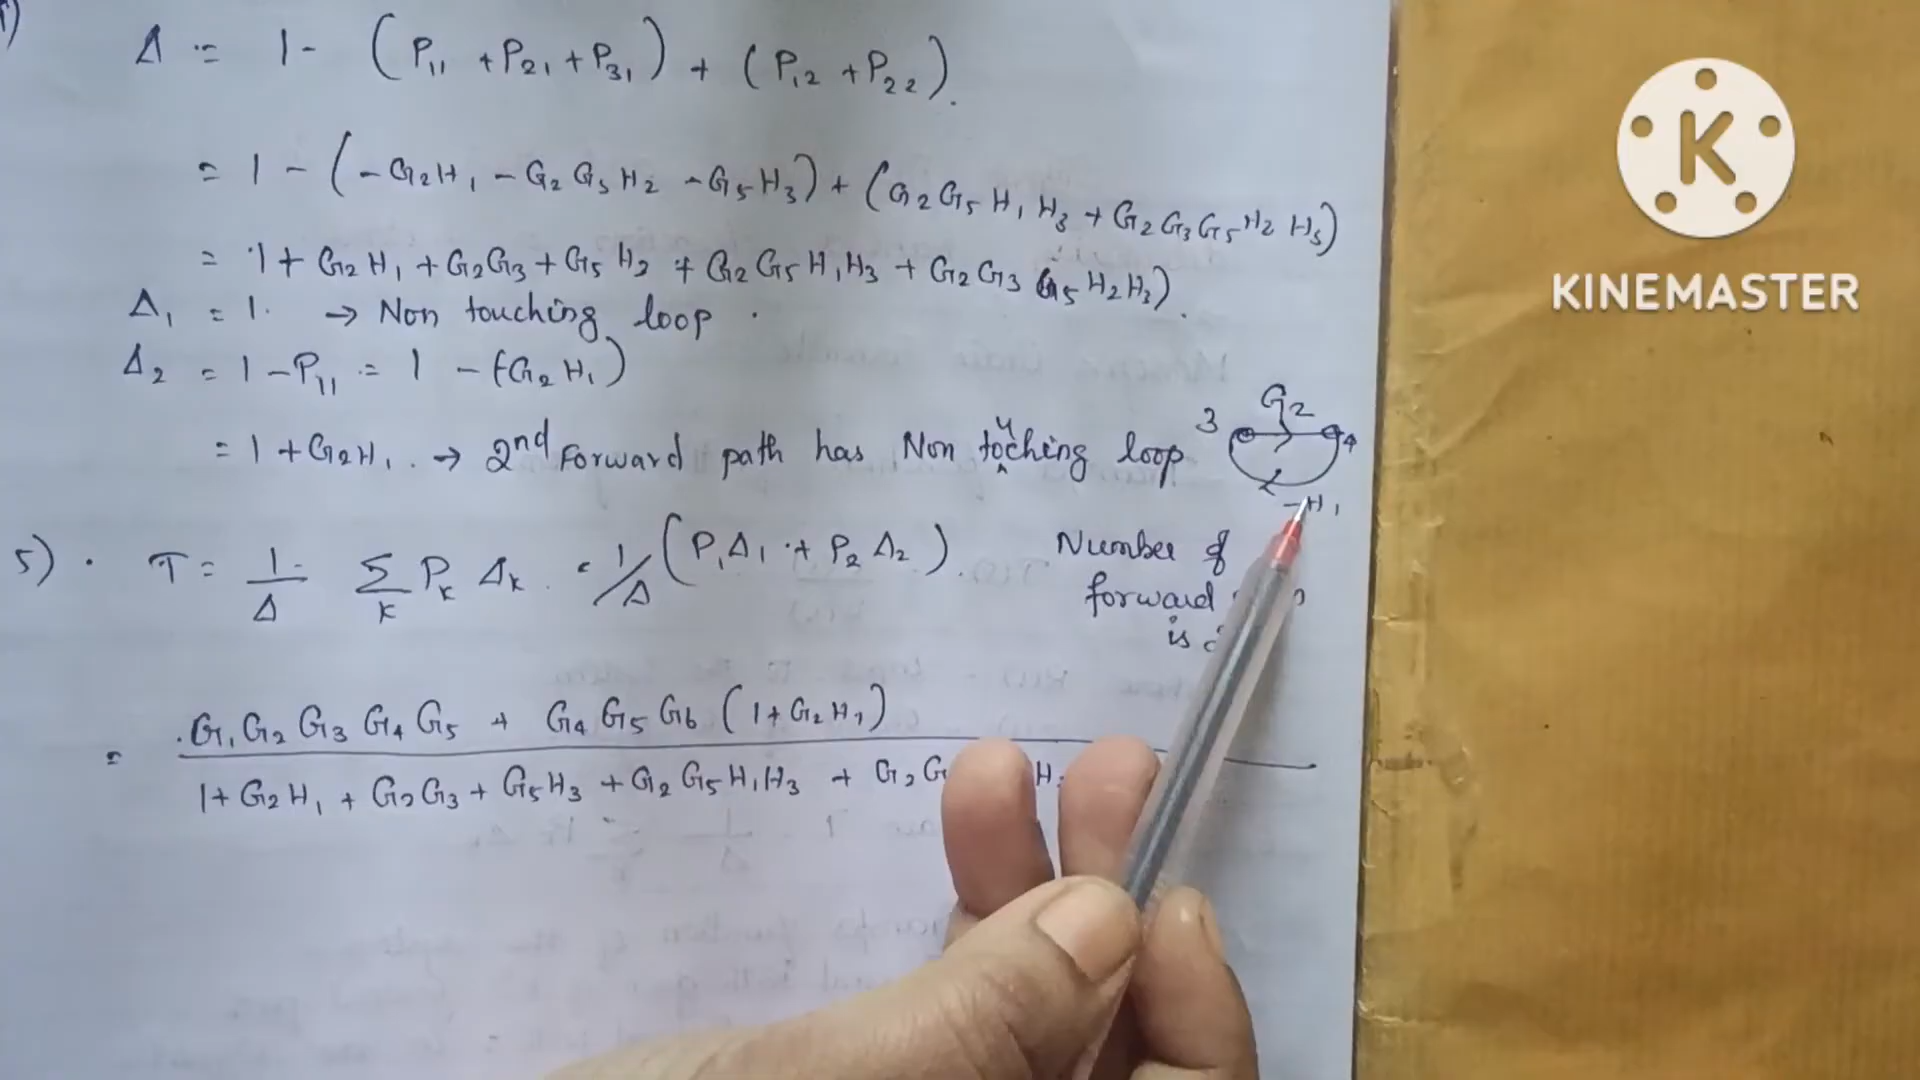 Δ = 1 - (P11 + P21 + P31) + (P12 + P22).
= 1 - (-G2H1 - G2G3H2 - G5H3) + (G2G5H1H3 + G2G3G5H2H3)
= 1 + G2H1 + G2G3 + G5H2 + G2G5H1H3 + G2G3G5H2H3).
Δ1 = 1. → Non touching loop.
Δ2 = 1 - P11 = 1 - (-G2H1)
= 1 + G2H1. → 2nd Forward path has Non touching loop
3 G2 4
-H1
5). T = 1/Δ Σ_K PK ΔK. = 1/Δ (P1Δ1 + P2Δ2).
Number of
forward
is
= G1G2G3G4G5 + G4G5G6 (1 + G2H1)
1 + G2H1 + G2G3 + G5H3 + G2G5H1H3 + G2G H
K
KINEMASTER